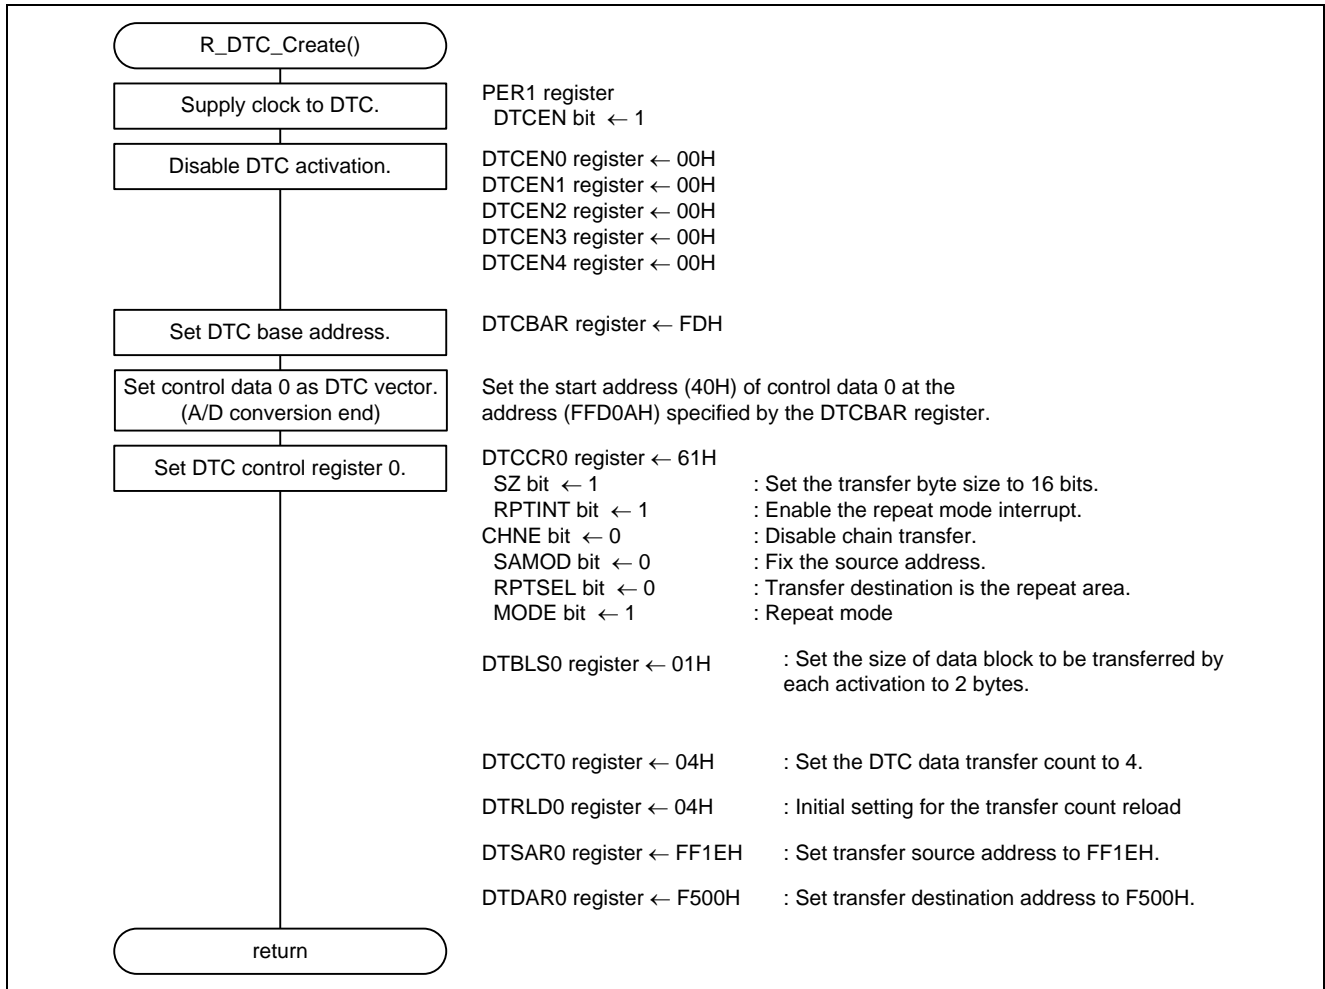 R_DTC_Create()
Supply clock to DTC.
PER1 register
DTCEN bit ← 1
Disable DTC activation.
DTCEN0 register ← 00H
DTCEN1 register ← 00H
DTCEN2 register ← 00H
DTCEN3 register ← 00H
DTCEN4 register ← 00H
Set DTC base address.
DTCBAR register ← FDH
Set control data 0 as DTC vector.
(A/D conversion end)
Set the start address (40H) of control data 0 at the
address (FFD0AH) specified by the DTCBAR register.
Set DTC control register 0.
DTCCR0 register ← 61H
SZ bit ← 1 : Set the transfer byte size to 16 bits.
RPTINT bit ← 1 : Enable the repeat mode interrupt.
CHNE bit ← 0 : Disable chain transfer.
SAMOD bit ← 0 : Fix the source address.
RPTSEL bit ← 0 : Transfer destination is the repeat area.
MODE bit ← 1 : Repeat mode
DTBLS0 register ← 01H : Set the size of data block to be transferred by
each activation to 2 bytes.
DTCCT0 register ← 04H : Set the DTC data transfer count to 4.
DTRLD0 register ← 04H : Initial setting for the transfer count reload
DTSAR0 register ← FF1EH : Set transfer source address to FF1EH.
DTDAR0 register ← F500H : Set transfer destination address to F500H.
return